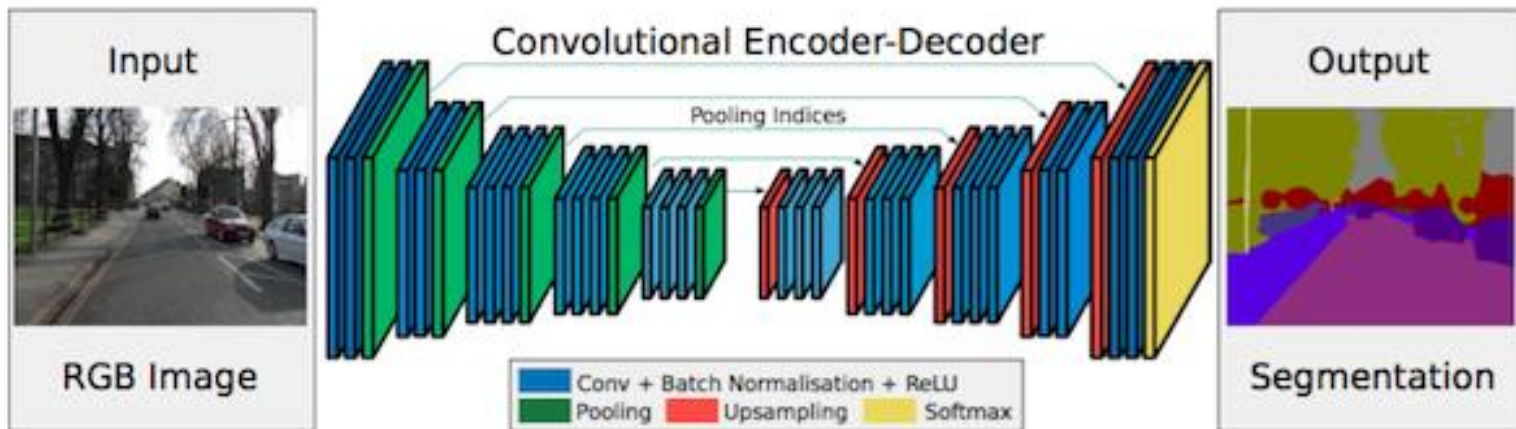 Input
RGB Image
Convolutional Encoder-Decoder
Pooling Indices
Conv + Batch Normalisation + ReLU
Pooling Upsampling Softmax
Output
Segmentation